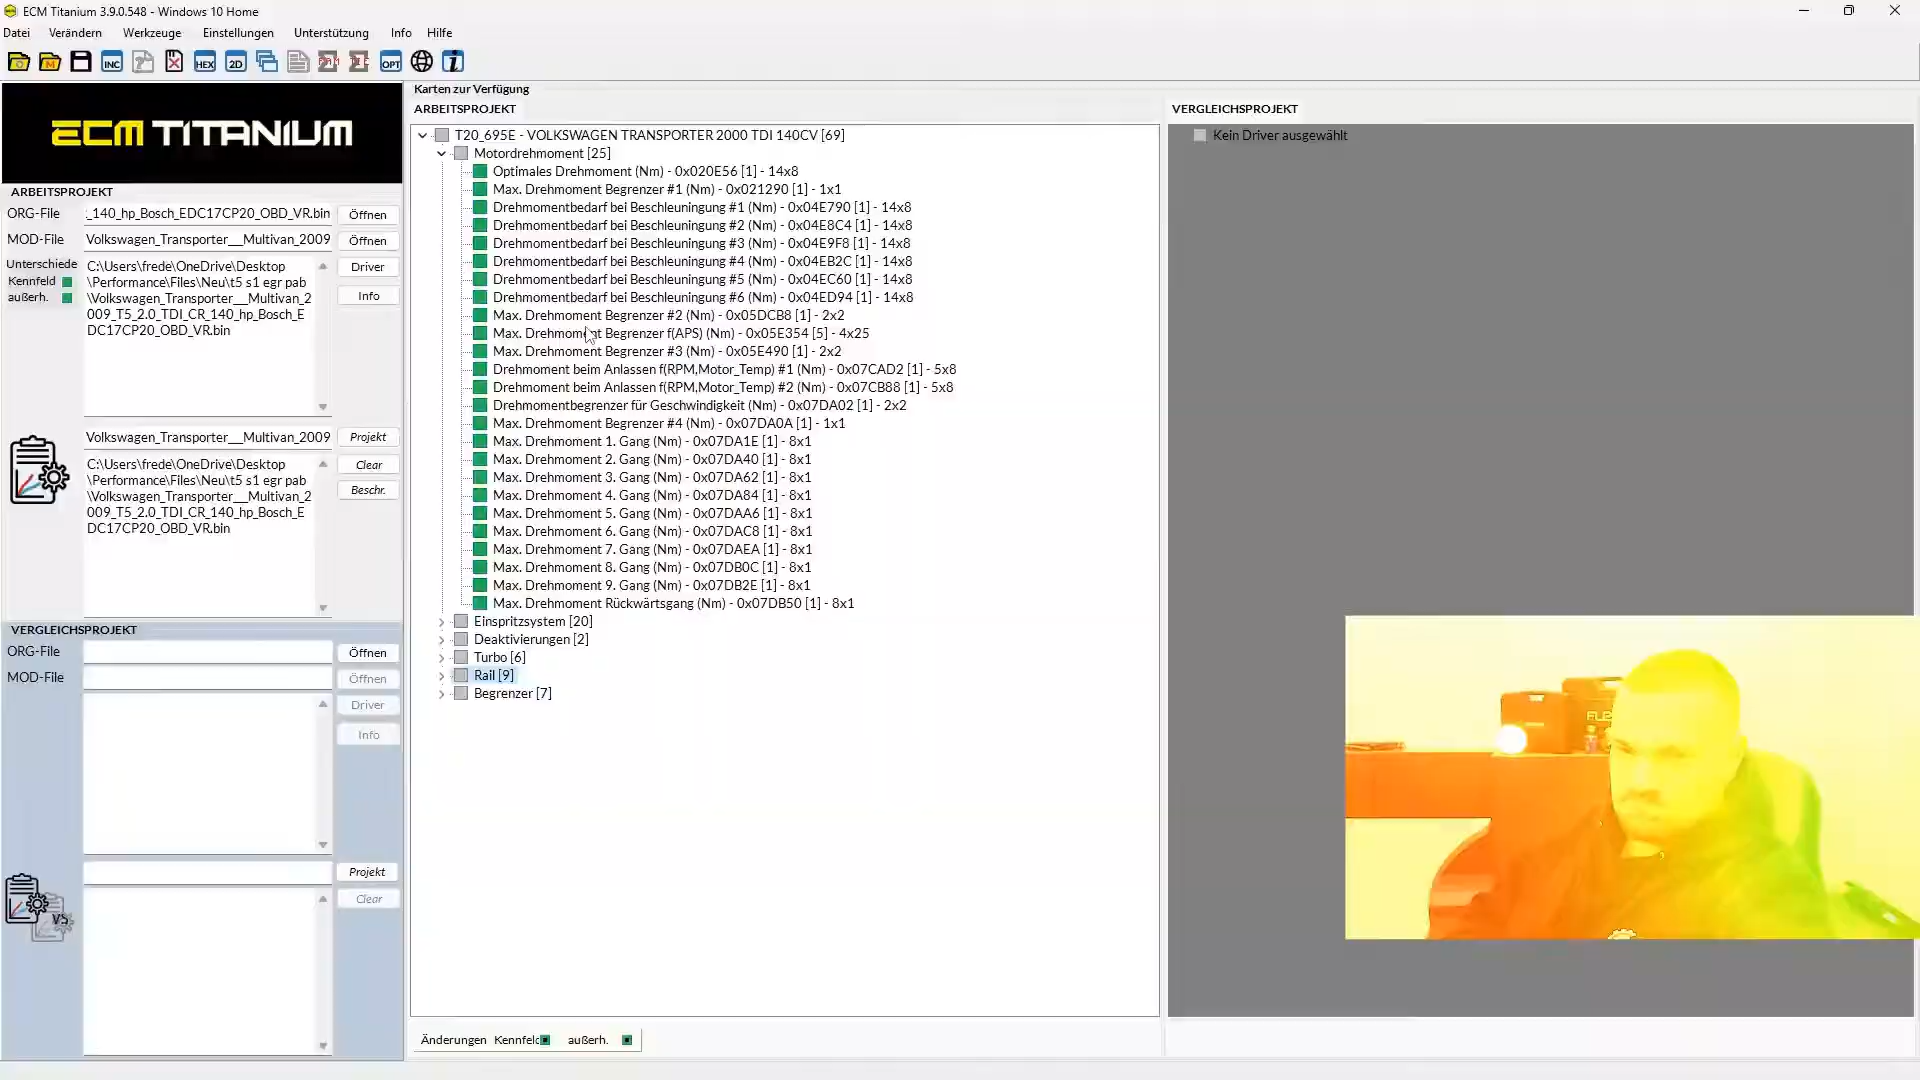 ECM Titanium 3.9.0.548 - Windows 10 Home
Datei Verändern Werkzeuge Einstellungen Unterstützung Info Hilfe
M INC HEX 2D OPT
ECM TITANIUM
ARBEITSPROJEKT
ORG-File _140_hp_Bosch_EDC17CP20_OBD_VR.bin Öffnen
MOD-File Volkswagen_Transporter__Multivan_2009 Öffnen
Unterschiede
Kennfeld
außerh.
C:\Users\frede\OneDrive\Desktop
\Performance\Files\Neu\t5 s1 egr pab
\Volkswagen_Transporter__Multivan_2
009_T5_2.0_TDI_CR_140_hp_Bosch_E
DC17CP20_OBD_VR.bin
Driver
Info
Volkswagen_Transporter__Multivan_2009 Projekt
C:\Users\frede\OneDrive\Desktop
\Performance\Files\Neu\t5 s1 egr pab
\Volkswagen_Transporter__Multivan_2
009_T5_2.0_TDI_CR_140_hp_Bosch_E
DC17CP20_OBD_VR.bin
Clear
Beschr.
VERGLEICHSPROJEKT
ORG-File Öffnen
MOD-File Öffnen
Driver
Info
Projekt
Clear
VS
Karten zur Verfügung
ARBEITSPROJEKT
T20_695E - VOLKSWAGEN TRANSPORTER 2000 TDI 140CV [69]
Motordrehmoment [25]
Optimales Drehmoment (Nm) - 0x020E56 [1] - 14x8
Max. Drehmoment Begrenzer #1 (Nm) - 0x021290 [1] - 1x1
Drehmomentbedarf bei Beschleuningung #1 (Nm) - 0x04E790 [1] - 14x8
Drehmomentbedarf bei Beschleuningung #2 (Nm) - 0x04E8C4 [1] - 14x8
Drehmomentbedarf bei Beschleuningung #3 (Nm) - 0x04E9F8 [1] - 14x8
Drehmomentbedarf bei Beschleuningung #4 (Nm) - 0x04EB2C [1] - 14x8
Drehmomentbedarf bei Beschleuningung #5 (Nm) - 0x04EC60 [1] - 14x8
Drehmomentbedarf bei Beschleuningung #6 (Nm) - 0x04ED94 [1] - 14x8
Max. Drehmoment Begrenzer #2 (Nm) - 0x05DCB8 [1] - 2x2
Max. Drehmoment Begrenzer f(APS) (Nm) - 0x05E354 [5] - 4x25
Max. Drehmoment Begrenzer #3 (Nm) - 0x05E490 [1] - 2x2
Drehmoment beim Anlassen f(RPM,Motor_Temp) #1 (Nm) - 0x07CAD2 [1] - 5x8
Drehmoment beim Anlassen f(RPM,Motor_Temp) #2 (Nm) - 0x07CB88 [1] - 5x8
Drehmomentbegrenzer für Geschwindigkeit (Nm) - 0x07DA02 [1] - 2x2
Max. Drehmoment Begrenzer #4 (Nm) - 0x07DA0A [1] - 1x1
Max. Drehmoment 1. Gang (Nm) - 0x07DA1E [1] - 8x1
Max. Drehmoment 2. Gang (Nm) - 0x07DA40 [1] - 8x1
Max. Drehmoment 3. Gang (Nm) - 0x07DA62 [1] - 8x1
Max. Drehmoment 4. Gang (Nm) - 0x07DA84 [1] - 8x1
Max. Drehmoment 5. Gang (Nm) - 0x07DAA6 [1] - 8x1
Max. Drehmoment 6. Gang (Nm) - 0x07DAC8 [1] - 8x1
Max. Drehmoment 7. Gang (Nm) - 0x07DAEA [1] - 8x1
Max. Drehmoment 8. Gang (Nm) - 0x07DB0C [1] - 8x1
Max. Drehmoment 9. Gang (Nm) - 0x07DB2E [1] - 8x1
Max. Drehmoment Rückwärtsgang (Nm) - 0x07DB50 [1] - 8x1
Einspritzsystem [20]
Deaktivierungen [2]
Turbo [6]
Rail [9]
Begrenzer [7]
Änderungen Kennfeld außerh.
VERGLEICHSPROJEKT
Kein Driver ausgewählt